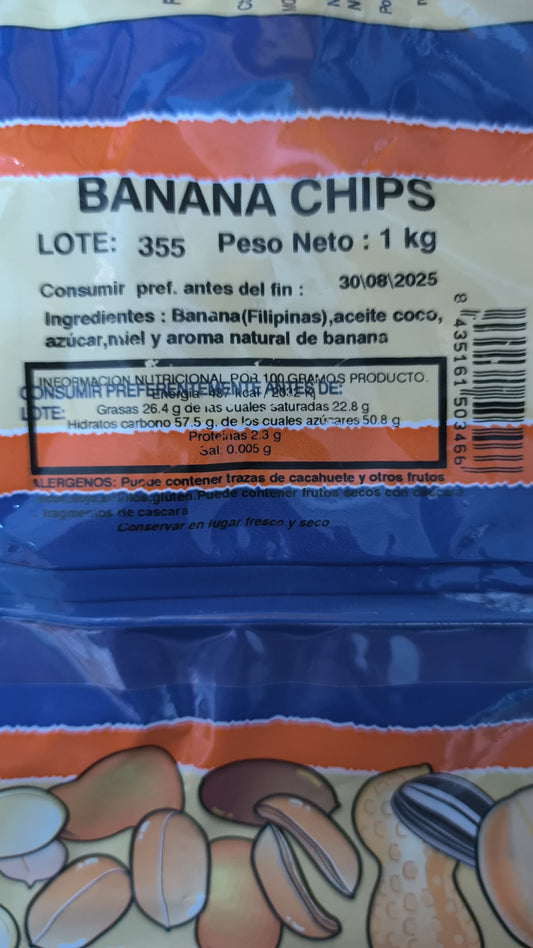 BANANA CHIPS
LOTE: 355 Peso Neto : 1 kg
Consumir pref. antes del fin : 30\08\2025
Ingredientes : Banana(Filipinas),aceite coco,
azúcar,miel y aroma natural de banana
INFORMACION NUTRICIONAL POR 100 GRAMOS PRODUCTO.
CONSUMIR PREFERENTEMENTE ANTES DE:
Energia
LOTE:
Grasas 26.4 g de las cuales saturadas 22.8 g
Hidratos carbono 57.5 g, de los cuales azúcares 50.8 g
Proteínas 2.3 g
Sal: 0.005 g
ALERGENOS: Puede contener trazas de cacahuete y otros frutos
gluten.Puede contener frutos secos con cascara
fragmentos de cascara
Conservar en lugar fresco y seco
8 435161 503466